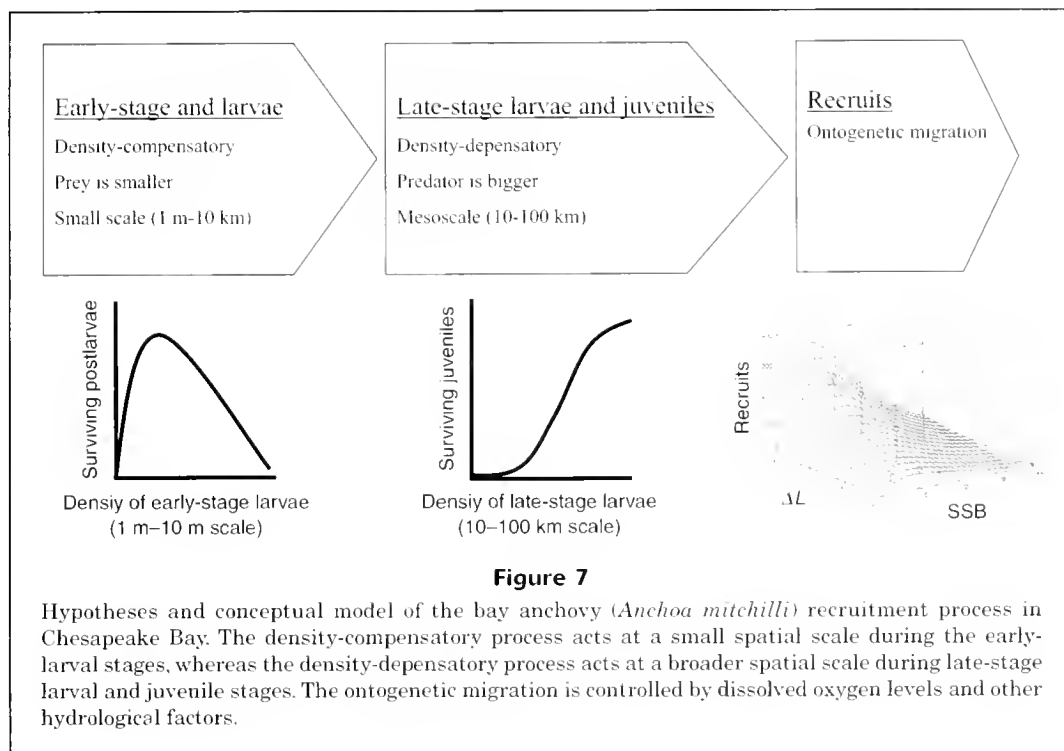 Early-stage and larvae
Density-compensatory
Prey is smaller
Small scale (1 m-10 km)
Late-stage larvae and juveniles
Density-depensatory
Predator is bigger
Mesoscale (10-100 km)
Recruits
Ontogenetic migration
Surviving postlarvae
Densiy of early-stage larvae
(1 m–10 m scale)
Surviving juveniles
Density of late-stage larvae
(10–100 km scale)
Recruits
ΔL
SSB
Figure 7
Hypotheses and conceptual model of the bay anchovy (Anchoa mitchilli) recruitment process in
Chesapeake Bay. The density-compensatory process acts at a small spatial scale during the early-
larval stages, whereas the density-depensatory process acts at a broader spatial scale during late-stage
larval and juvenile stages. The ontogenetic migration is controlled by dissolved oxygen levels and other
hydrological factors.